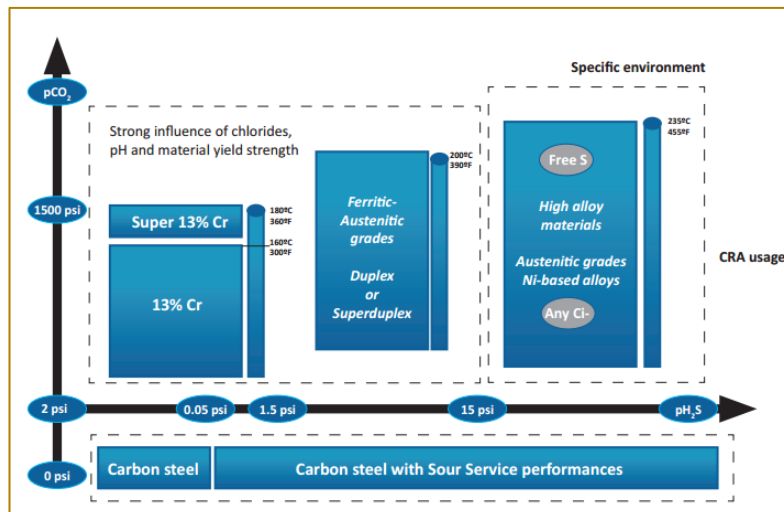 Specific environment
pCO₂
Strong influence of chlorides,
pH and material yield strength
235ºC
455ºF
200ºC
390ºF
Free S
Ferritic-
Austenitic
grades
Duplex
or
Superduplex
High alloy
materials
Austenitic grades
Ni-based alloys
Any Ci-
1500 psi
Super 13% Cr
180ºC
360ºF
160ºC
300ºF
13% Cr
CRA usage
2 psi
0.05 psi
1.5 psi
15 psi
pH₂S
0 psi
Carbon steel
Carbon steel with Sour Service performances